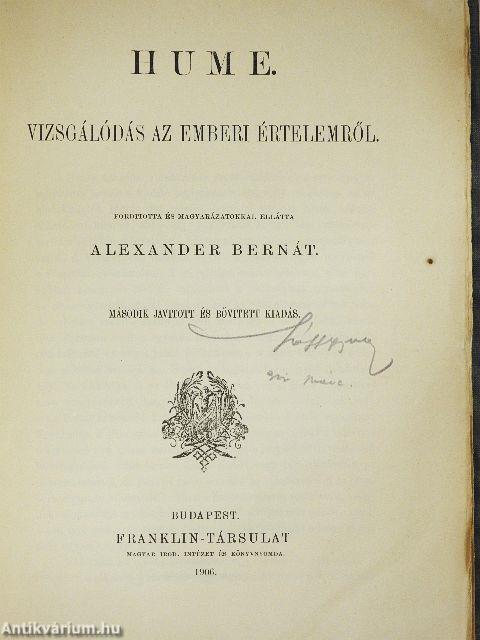 HUME.
VIZSGÁLÓDÁS AZ EMBERI ÉRTELEMRŐL.
FORDITOTTA ÉS MAGYARÁZATOKKAL ELLÁTTA
ALEXANDER BERNÁT.
MÁSODIK JAVITOTT ÉS BŐVITETT KIADÁS.
BUDAPEST.
FRANKLIN-TÁRSULAT
MAGYAR IROD. INTÉZET ÉS KÖNYVNYOMDA.
1906.
Antikvárium.hu